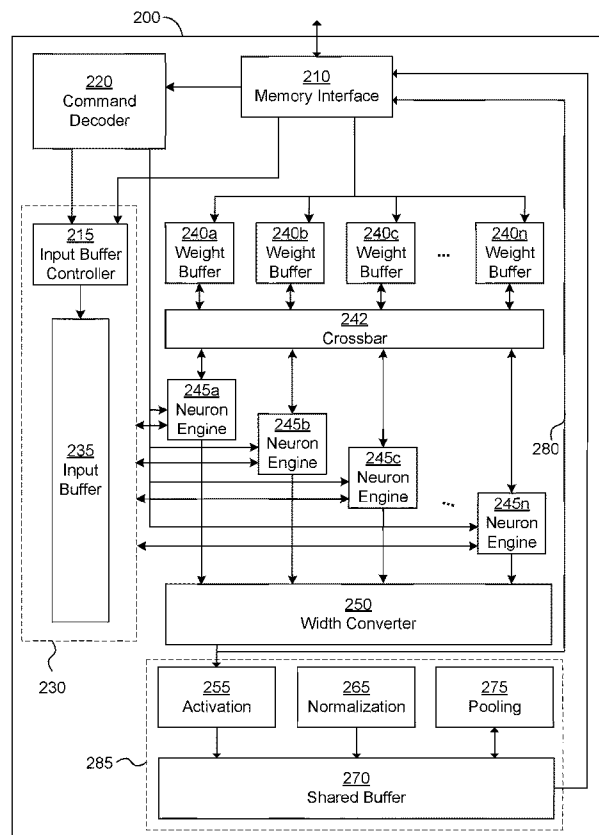 200
220
Command
Decoder
210
Memory Interface
215
Input Buffer
Controller
240a
Weight
Buffer
240b
Weight
Buffer
240c
Weight
Buffer
...
240n
Weight
Buffer
242
Crossbar
235
Input
Buffer
245a
Neuron
Engine
245b
Neuron
Engine
245c
Neuron
Engine
...
245n
Neuron
Engine
280
250
Width Converter
230
255
Activation
265
Normalization
275
Pooling
285
270
Shared Buffer